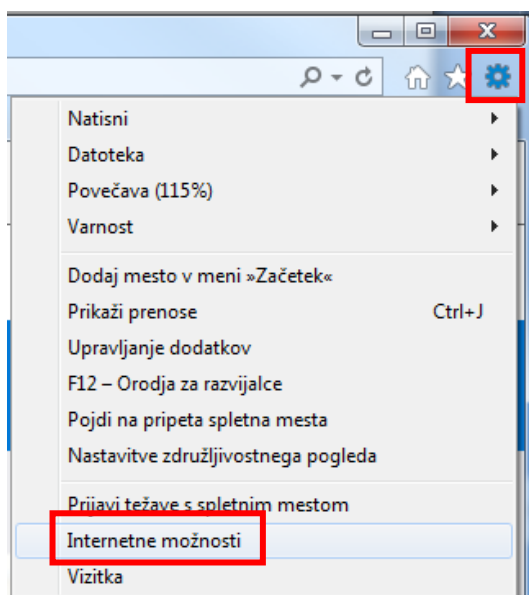 Natisni
Datoteka
Povečava (115%)
Varnost
Dodaj mesto v meni »Začetek«
Prikaži prenose Ctrl+J
Upravljanje dodatkov
F12 – Orodja za razvijalce
Pojdi na pripeta spletna mesta
Nastavitve združljivostnega pogleda
Prijavi težave s spletnim mestom
Internetne možnosti
Vizitka